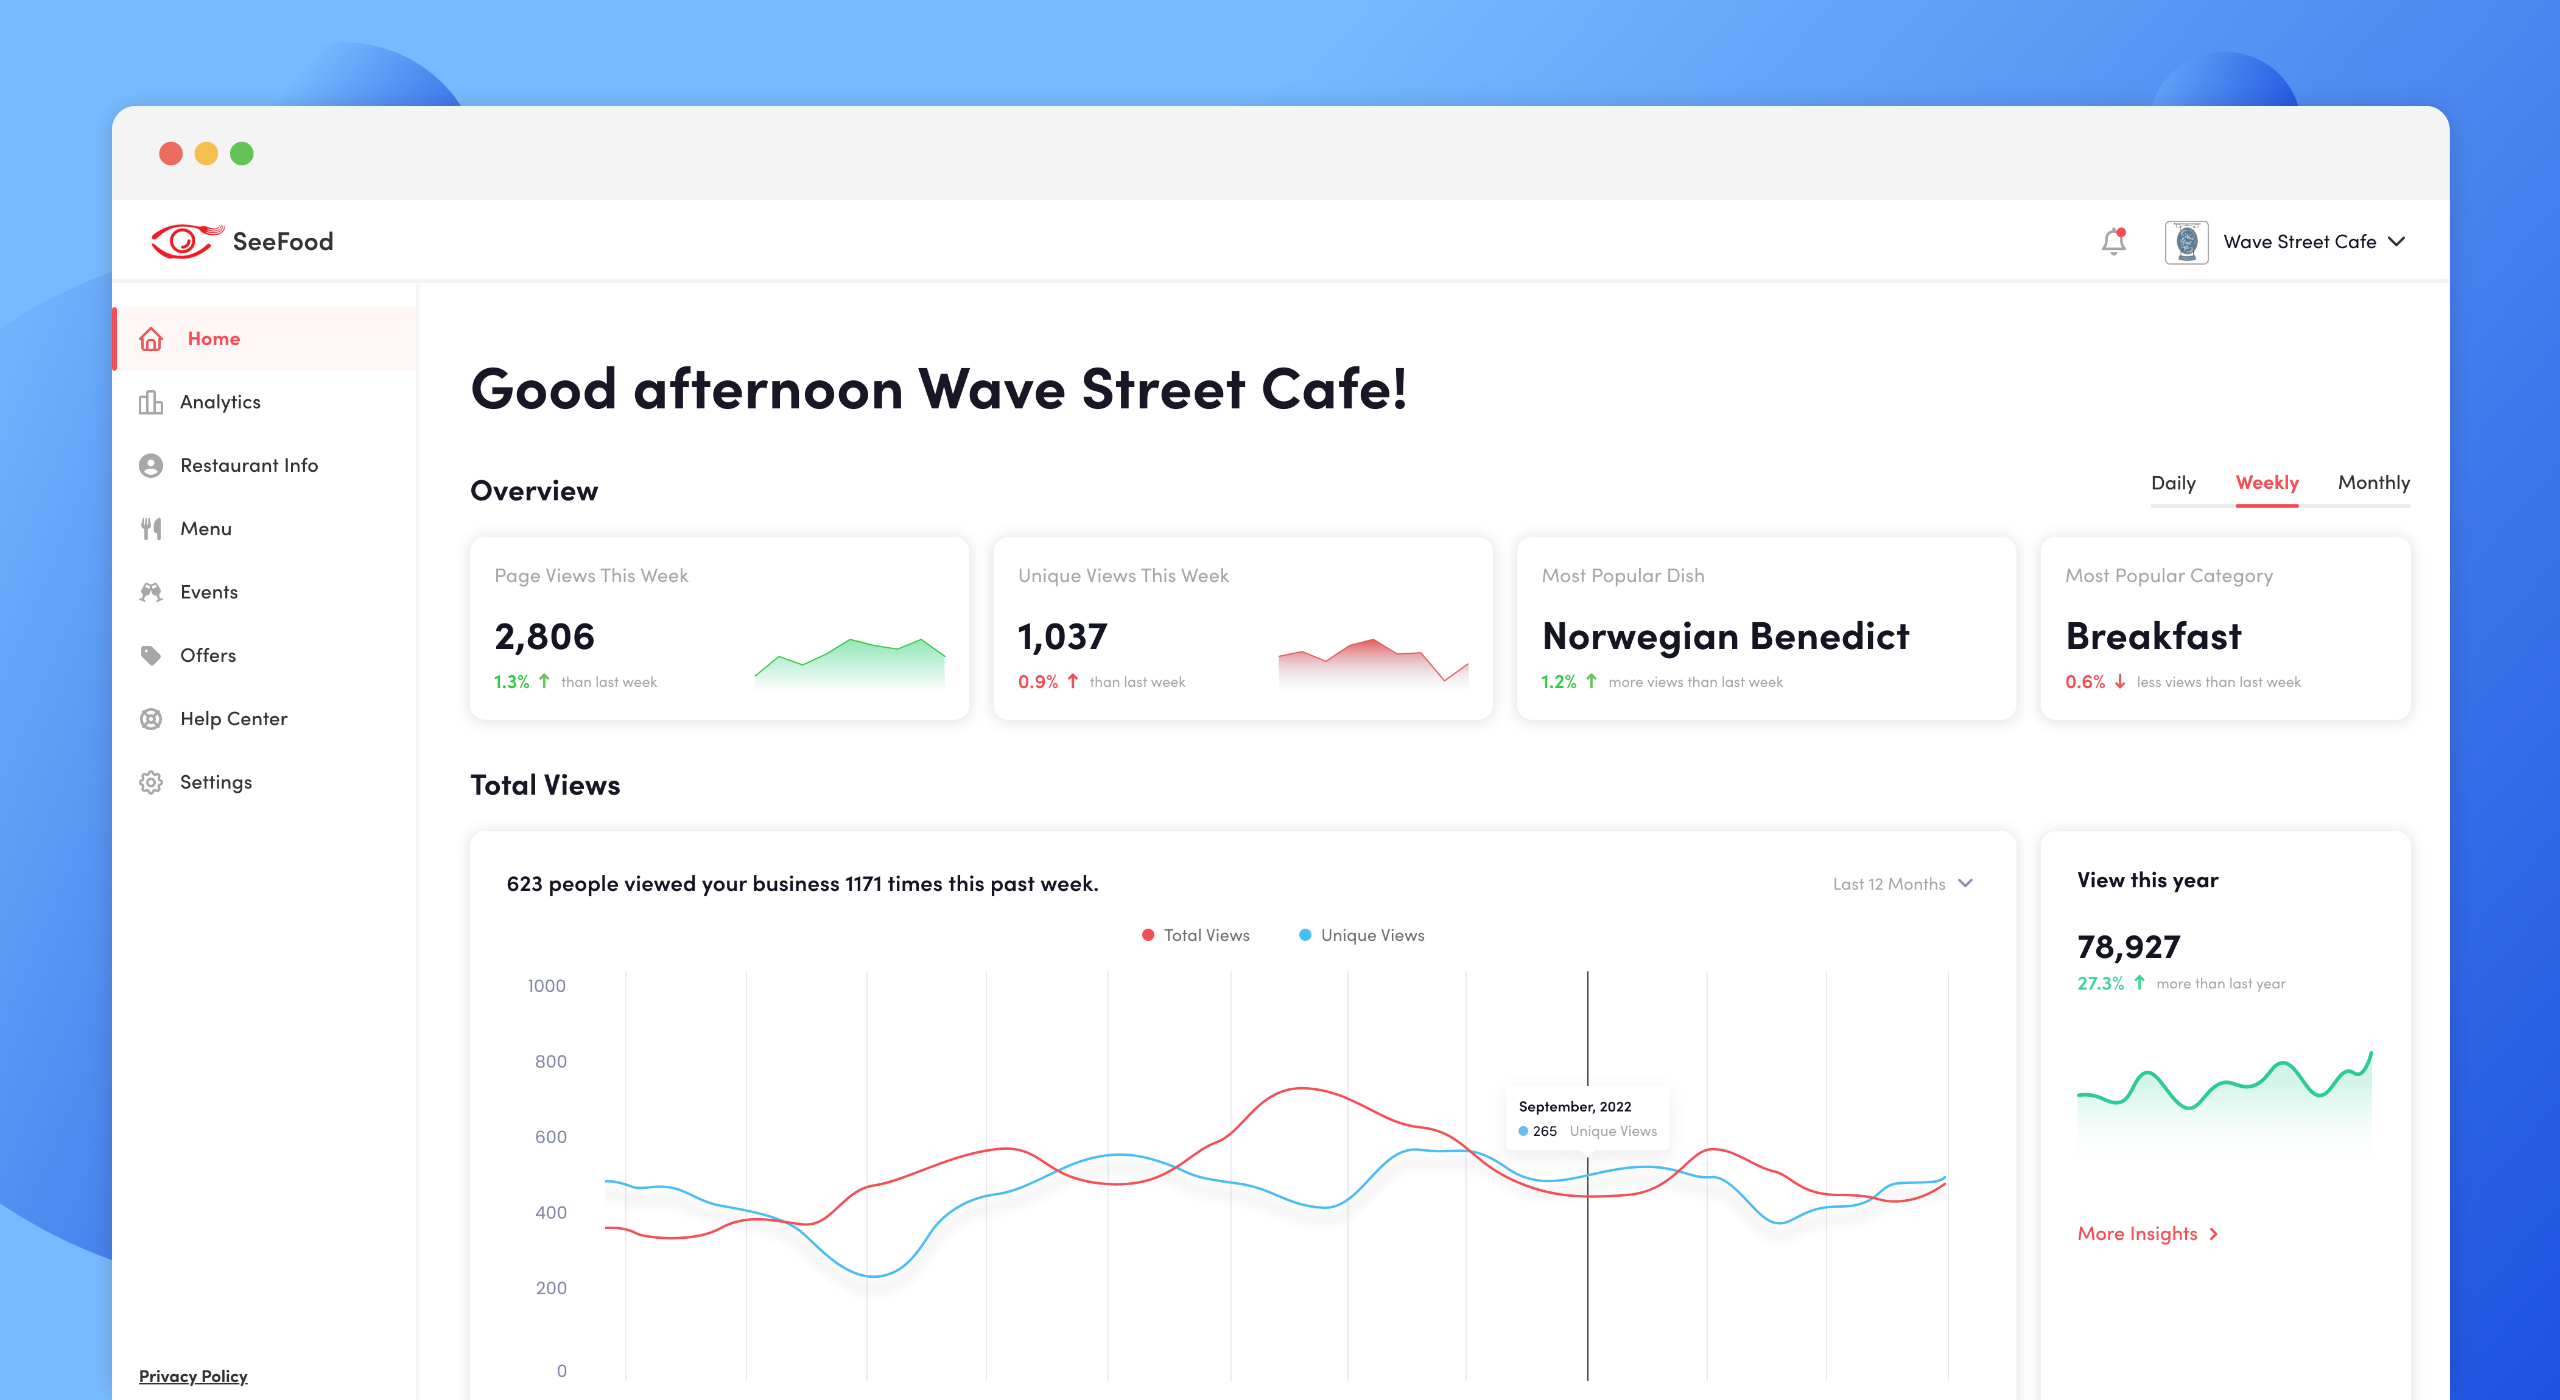 SeeFood
Wave Street Cafe
Home
Analytics
Restaurant Info
Menu
Events
Offers
Help Center
Settings
Privacy Policy
Good afternoon Wave Street Cafe!
Overview
Daily Weekly Monthly
Page Views This Week
2,806
1.3% ↑ than last week
Unique Views This Week
1,037
0.9% ↑ than last week
Most Popular Dish
Norwegian Benedict
1.2% ↑ more views than last week
Most Popular Category
Breakfast
0.6% ↓ less views than last week
Total Views
623 people viewed your business 1171 times this past week.
Last 12 Months
Total Views Unique Views
1000
800
600
400
200
0
September, 2022
265 Unique Views
View this year
78,927
27.3% ↑ more than last year
More Insights